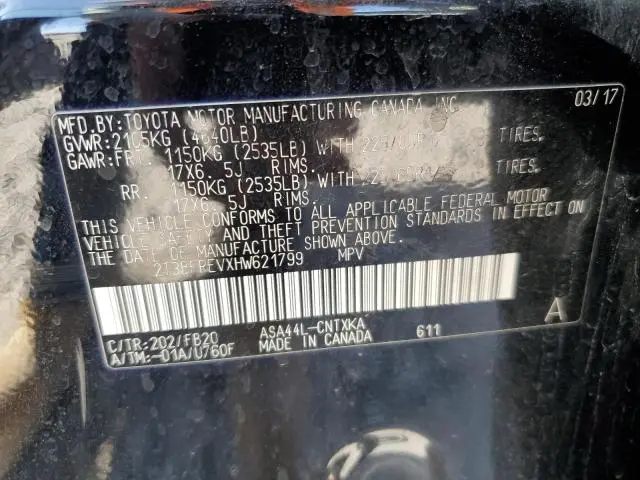 MFD.BY:TOYOTA MOTOR MANUFACTURING CANADA INC. 03/17
GVWR:2105KG (4640LB)
GAWR:FRT. 1150KG (2535LB) WITH TIRES.
17X6. 5J RIMS.
RR. 1150KG (2535LB) WITH TIRES.
17X6. 5J RIMS.
THIS VEHICLE CONFORMS TO ALL APPLICABLE FEDERAL MOTOR
VEHICLE SAFETY AND THEFT PREVENTION STANDARDS IN EFFECT ON
THE DATE OF MANUFACTURE SHOWN ABOVE.
MPV
A
C/TR:202/FB20 ASA44L-CNTXKA 611
A/TM:-01A/U760F MADE IN CANADA